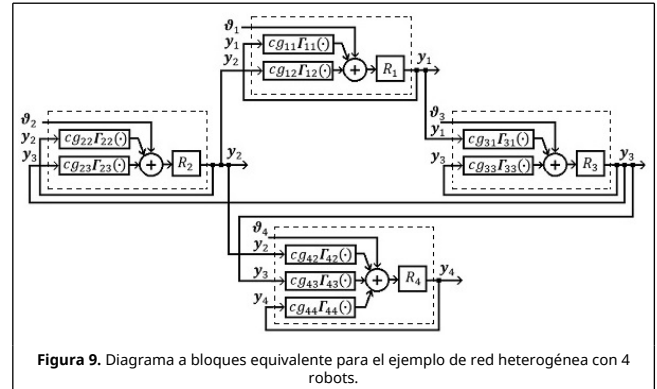 ϑ₁
y₁
cg₁₁Γ₁₁(·)
y₂
cg₁₂Γ₁₂(·)
+
R₁
y₁
ϑ₂
y₂
cg₂₂Γ₂₂(·)
y₃
cg₂₃Γ₂₃(·)
+
R₂
y₂
ϑ₃
y₁
cg₃₁Γ₃₁(·)
y₃
cg₃₃Γ₃₃(·)
+
R₃
y₃
ϑ₄
y₂
cg₄₂Γ₄₂(·)
y₃
cg₄₃Γ₄₃(·)
y₄
cg₄₄Γ₄₄(·)
+
R₄
y₄
Figura 9. Diagrama a bloques equivalente para el ejemplo de red heterogénea con 4
robots.